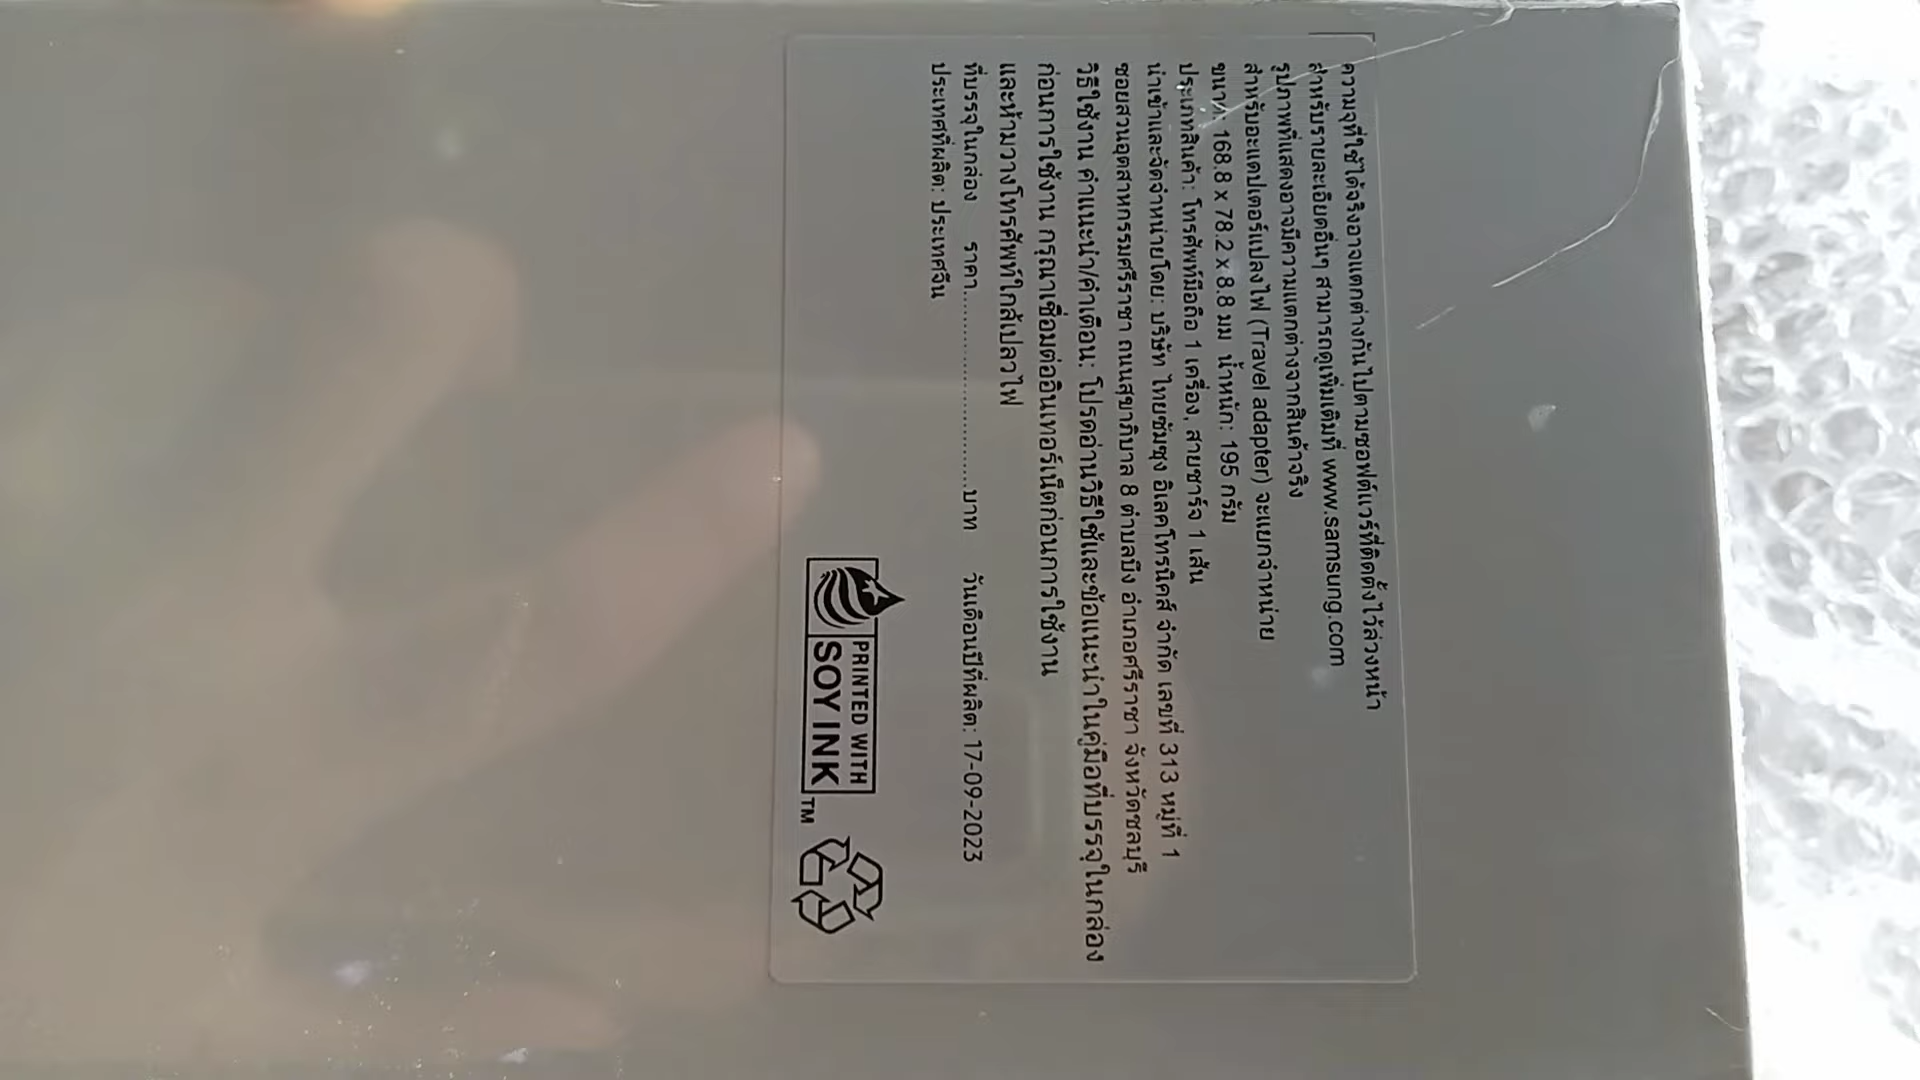 ความจุที่ใช้ได้จริงอาจแตกต่างกันไปตามซอฟต์แวร์ที่ติดตั้งไว้ล่วงหน้า
สำหรับรายละเอียดอื่นๆ สามารถดูเพิ่มเติมที่ www.samsung.com
รูปภาพที่แสดงอาจมีความแตกต่างจากสินค้าจริง
สำหรับอะแดปเตอร์แปลงไฟ (Travel adapter) จะแยกจำหน่าย
ขนาด: 168.8 x 78.2 x 8.8 มม น้ำหนัก: 195 กรัม
ประเภทสินค้า: โทรศัพท์มือถือ 1 เครื่อง, สายชาร์จ 1 เส้น
นำเข้าและจัดจำหน่ายโดย: บริษัท ไทยซัมซุง อิเลคโทรนิคส์ จำกัด เลขที่ 313 หมู่ที่ 1
ซอยสวนอุตสาหกรรมศรีราชา ถนนสุขาภิบาล 8 ตำบลบึง อำเภอศรีราชา จังหวัดชลบุรี
วิธีใช้งาน คำแนะนำ/คำเตือน: โปรดอ่านวิธีใช้และข้อแนะนำในคู่มือที่บรรจุในกล่อง
ก่อนการใช้งาน กรุณาเชื่อมต่ออินเทอร์เน็ตก่อนการใช้งาน
และห้ามวางโทรศัพท์ใกล้เปลวไฟ
ที่บรรจุในกล่อง ราคา..............................บาท วันเดือนปีที่ผลิต: 17-09-2023
ประเทศที่ผลิต: ประเทศจีน
PRINTED WITH
SOY INK™